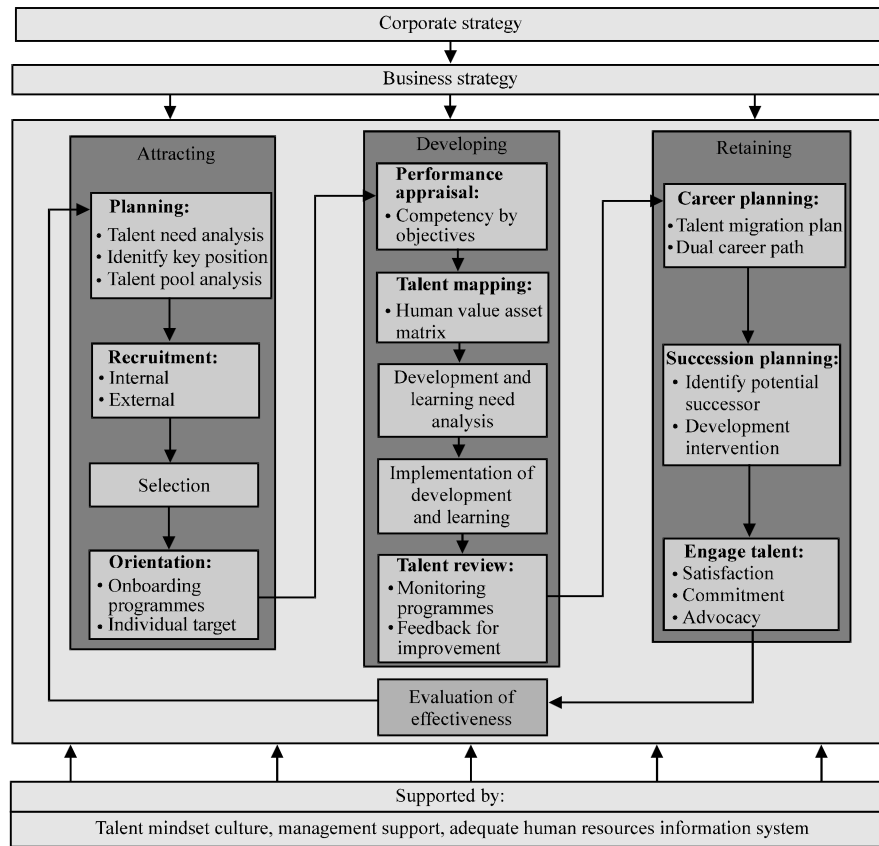 Corporate strategy
Business strategy
Attracting
Planning:
• Talent need analysis
• Idenitfy key position
• Talent pool analysis
Recruitment:
• Internal
• External
Selection
Orientation:
• Onboarding
programmes
• Individual target
Developing
Performance
appraisal:
• Competency by
objectives
Talent mapping:
• Human value asset
matrix
Development and
learning need
analysis
Implementation of
development
and learning
Talent review:
• Monitoring
programmes
• Feedback for
improvement
Retaining
Career planning:
• Talent migration plan
• Dual career path
Succession planning:
• Identify potential
successor
• Development
intervention
Engage talent:
• Satisfaction
• Commitment
• Advocacy
Evaluation of
effectiveness
Supported by:
Talent mindset culture, management support, adequate human resources information system